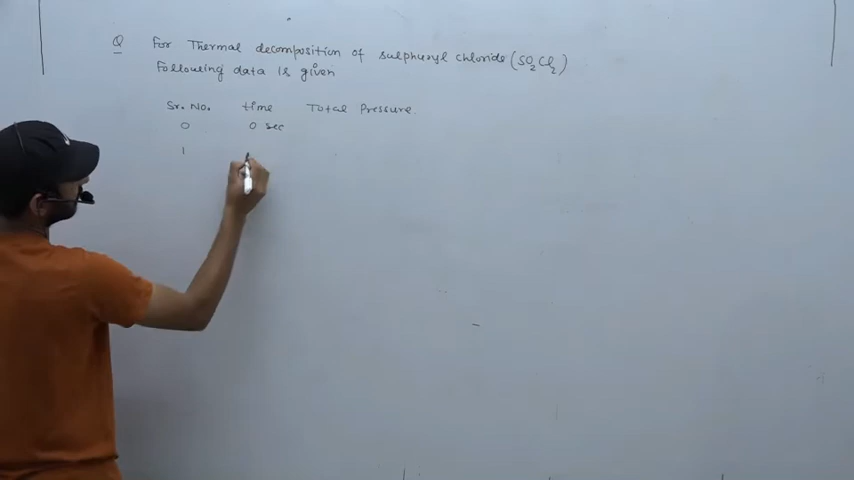 Q For Thermal decomposition of sulphuryl chloride (SO₂Cl₂)
Following data is given
Sr. No. time Total Pressure.
0 0 sec
1